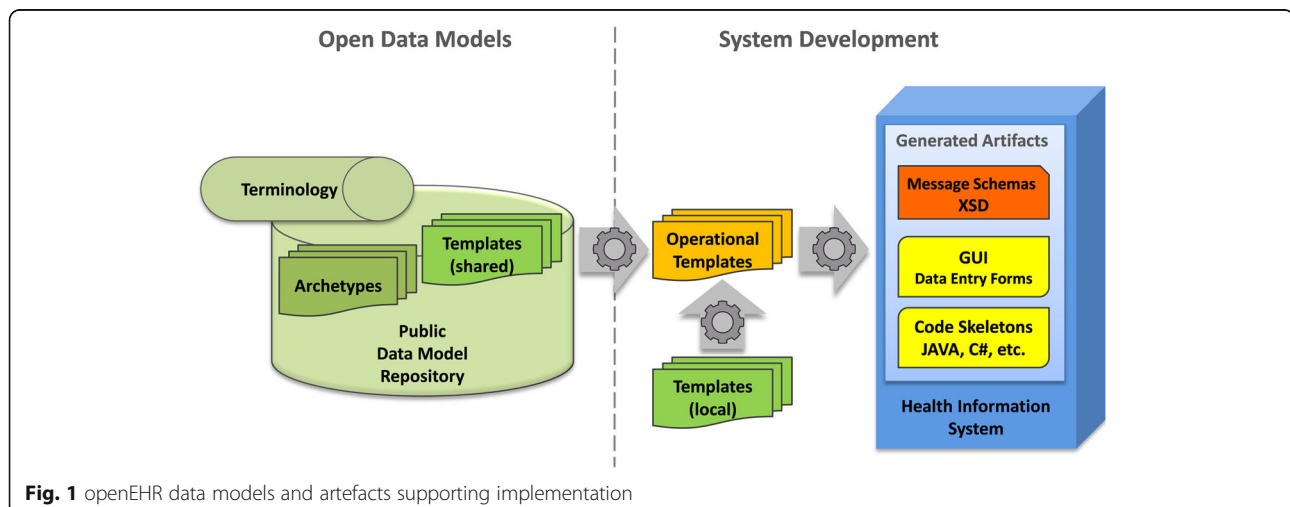 Open Data Models
System Development
Terminology
Archetypes
Templates
(shared)
Public
Data Model
Repository
Operational
Templates
Templates
(local)
Generated Artifacts
Message Schemas
XSD
GUI
Data Entry Forms
Code Skeletons
JAVA, C#, etc.
Health Information
System
Fig. 1 openEHR data models and artefacts supporting implementation